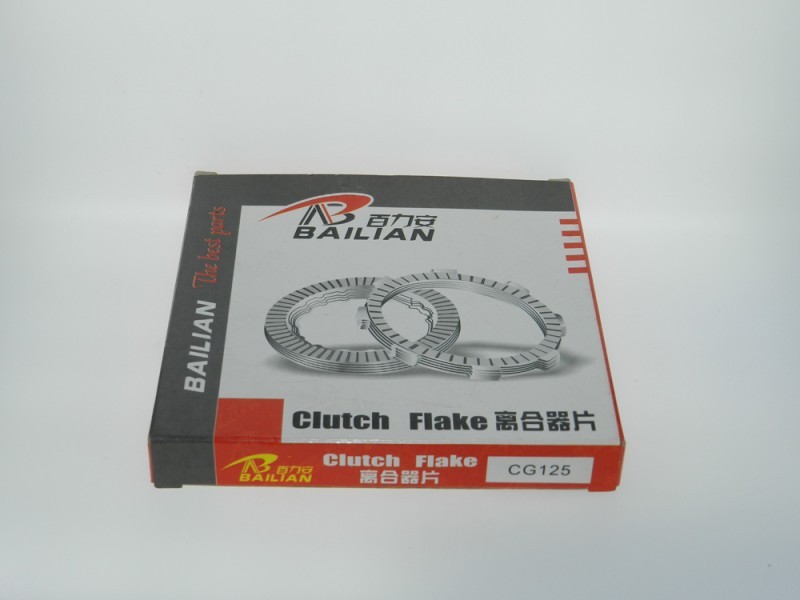 百力安
BAILIAN
BAILIAN The best parts
Clutch Flake 离合器片
百力安
BAILIAN
Clutch Flake
离合器片
CG125